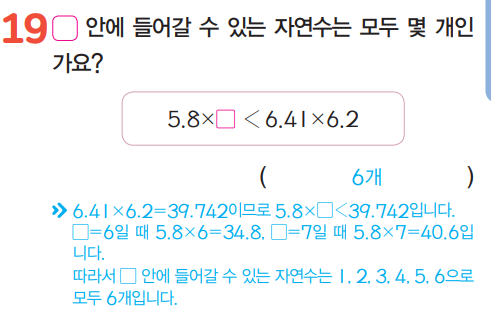 19 □ 안에 들어갈 수 있는 자연수는 모두 몇 개인
가요?
5.8×□ < 6.41×6.2
( 6개 )
» 6.41×6.2=39.742이므로 5.8×□<39.742입니다.
□=6일 때 5.8×6=34.8, □=7일 때 5.8×7=40.6입
니다.
따라서 □ 안에 들어갈 수 있는 자연수는 1, 2, 3, 4, 5, 6으로
모두 6개입니다.